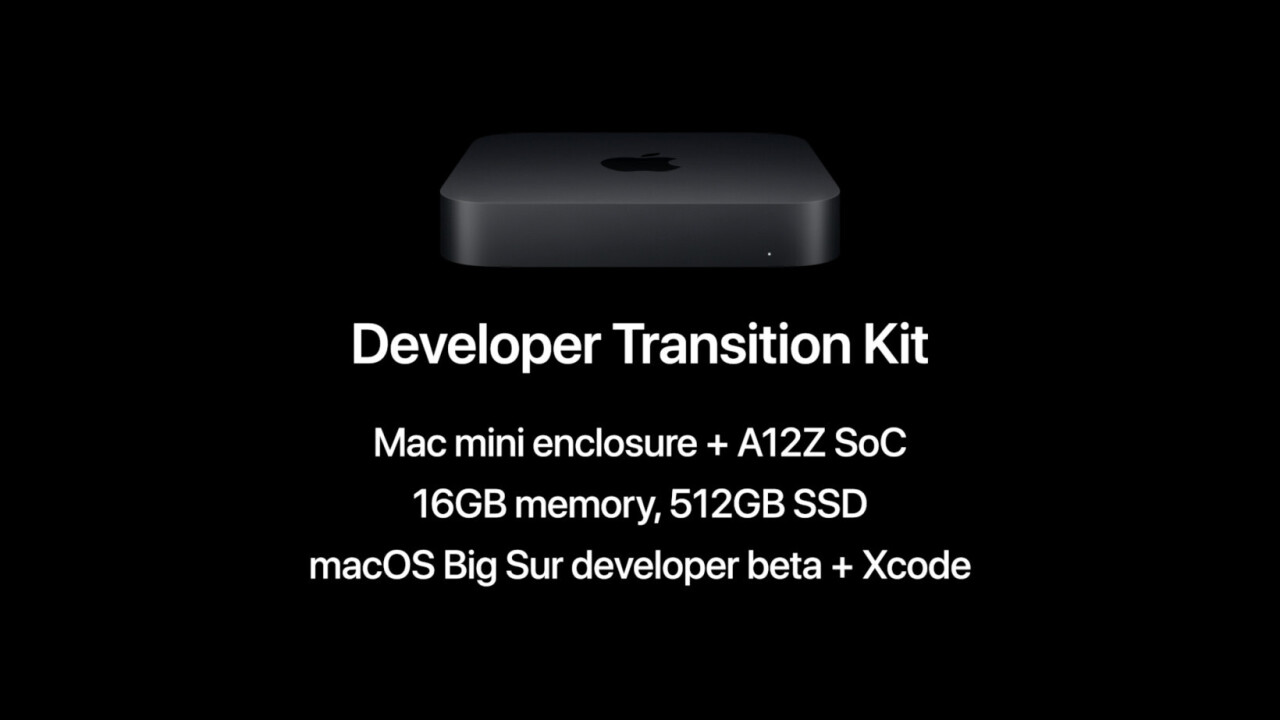 Developer Transition Kit
Mac mini enclosure + A12Z SoC
16GB memory, 512GB SSD
macOS Big Sur developer beta + Xcode